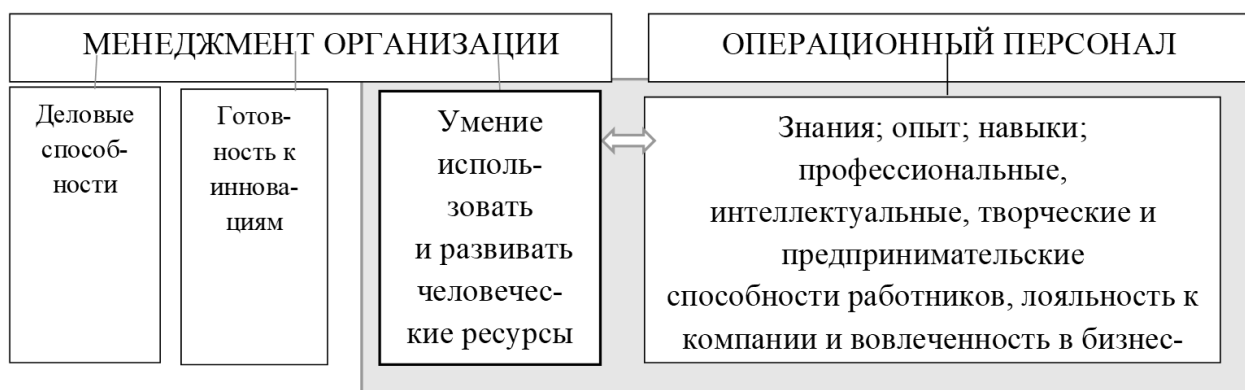 МЕНЕДЖМЕНТ ОРГАНИЗАЦИИ
ОПЕРАЦИОННЫЙ ПЕРСОНАЛ
Деловые
способ-
ности
Готов-
ность к
иннова-
циям
Умение
исполь-
зовать
и развивать
человечес-
кие ресурсы
Знания; опыт; навыки;
профессиональные,
интеллектуальные, творческие и
предпринимательские
способности работников, лояльность к
компании и вовлеченность в бизнес-